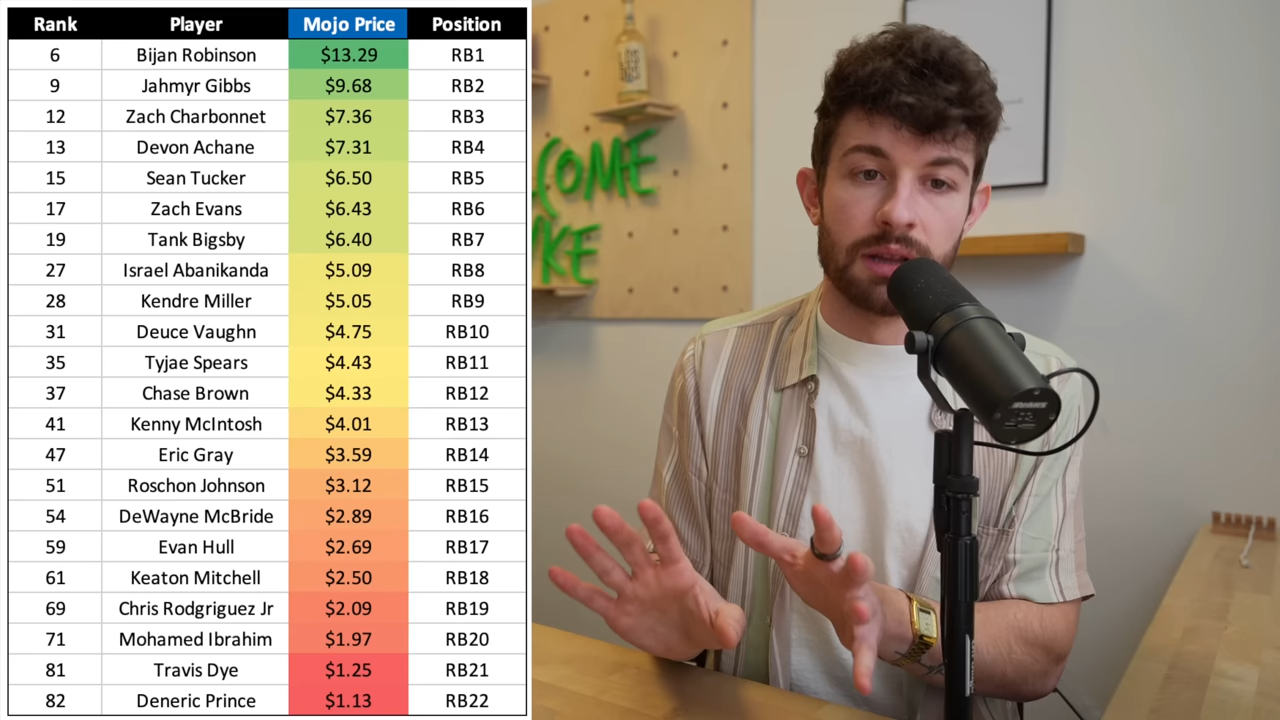 Rank Player Mojo Price Position
6 Bijan Robinson $13.29 RB1
9 Jahmyr Gibbs $9.68 RB2
12 Zach Charbonnet $7.36 RB3
13 Devon Achane $7.31 RB4
15 Sean Tucker $6.50 RB5
17 Zach Evans $6.43 RB6
19 Tank Bigsby $6.40 RB7
27 Israel Abanikanda $5.09 RB8
28 Kendre Miller $5.05 RB9
31 Deuce Vaughn $4.75 RB10
35 Tyjae Spears $4.43 RB11
37 Chase Brown $4.33 RB12
41 Kenny McIntosh $4.01 RB13
47 Eric Gray $3.59 RB14
51 Roschon Johnson $3.12 RB15
54 DeWayne McBride $2.89 RB16
59 Evan Hull $2.69 RB17
61 Keaton Mitchell $2.50 RB18
69 Chris Rodgriguez Jr $2.09 RB19
71 Mohamed Ibrahim $1.97 RB20
81 Travis Dye $1.25 RB21
82 Deneric Prince $1.13 RB22
COME
YKE